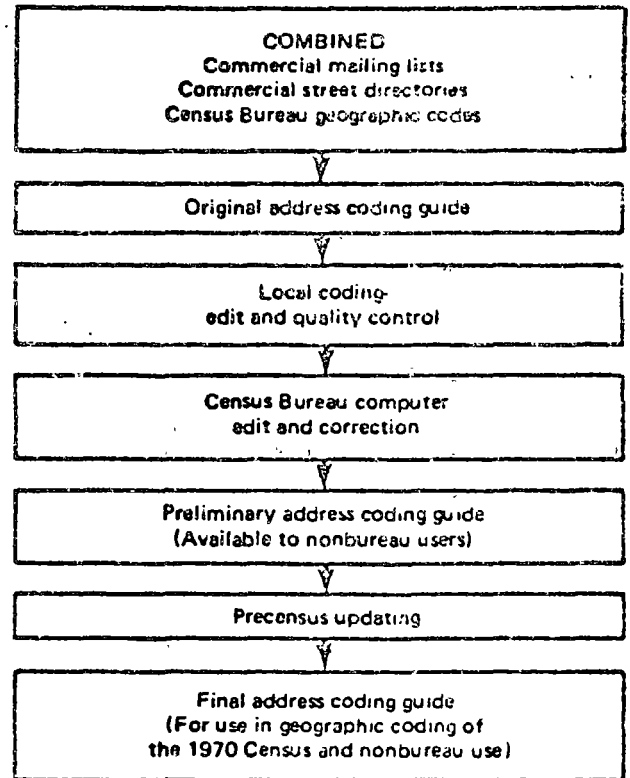 COMBINED
Commercial mailing lists
Commercial street directories
Census Bureau geographic codes
Original address coding guide
Local coding-
edit and quality control
Census Bureau computer
edit and correction
Preliminary address coding guide
(Available to nonbureau users)
Precensus updating
Final address coding guide
(For use in geographic coding of
the 1970 Census and nonbureau use)